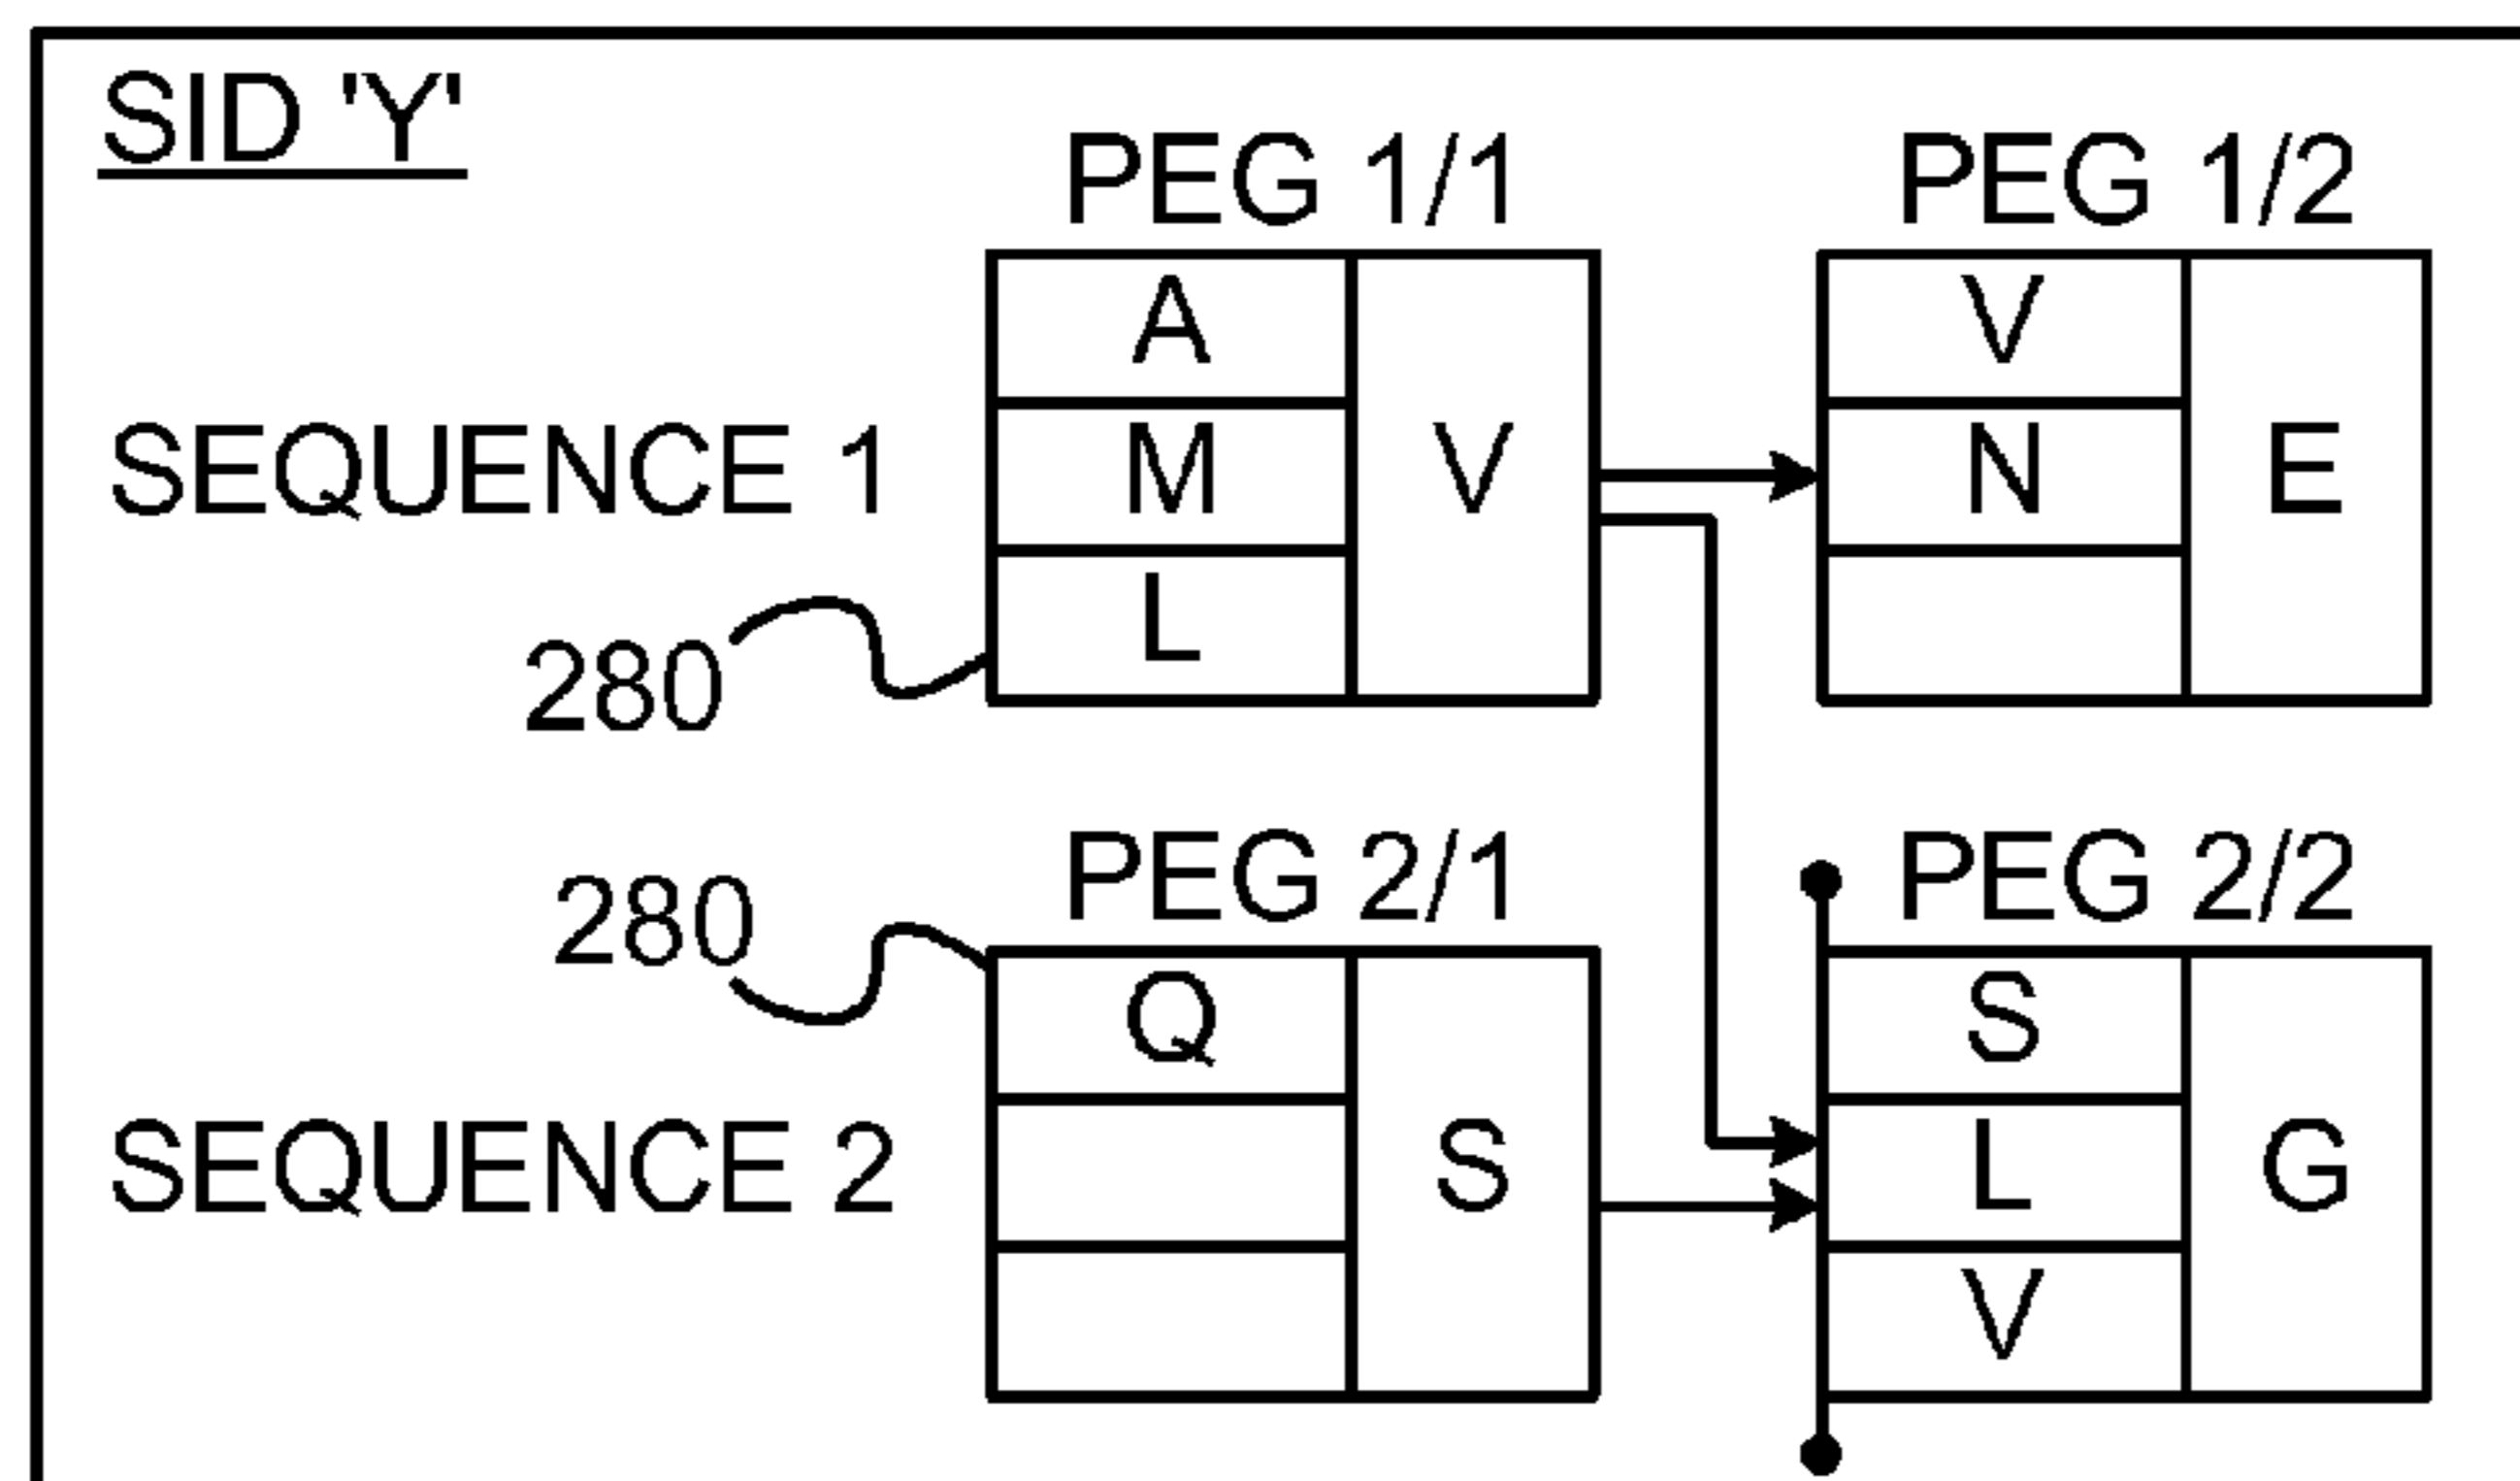 SID 'Y'
PEG 1/1 PEG 1/2
A V
SEQUENCE 1 M V N E
L
280
PEG 2/1 PEG 2/2
280
Q S
SEQUENCE 2 S L G
V